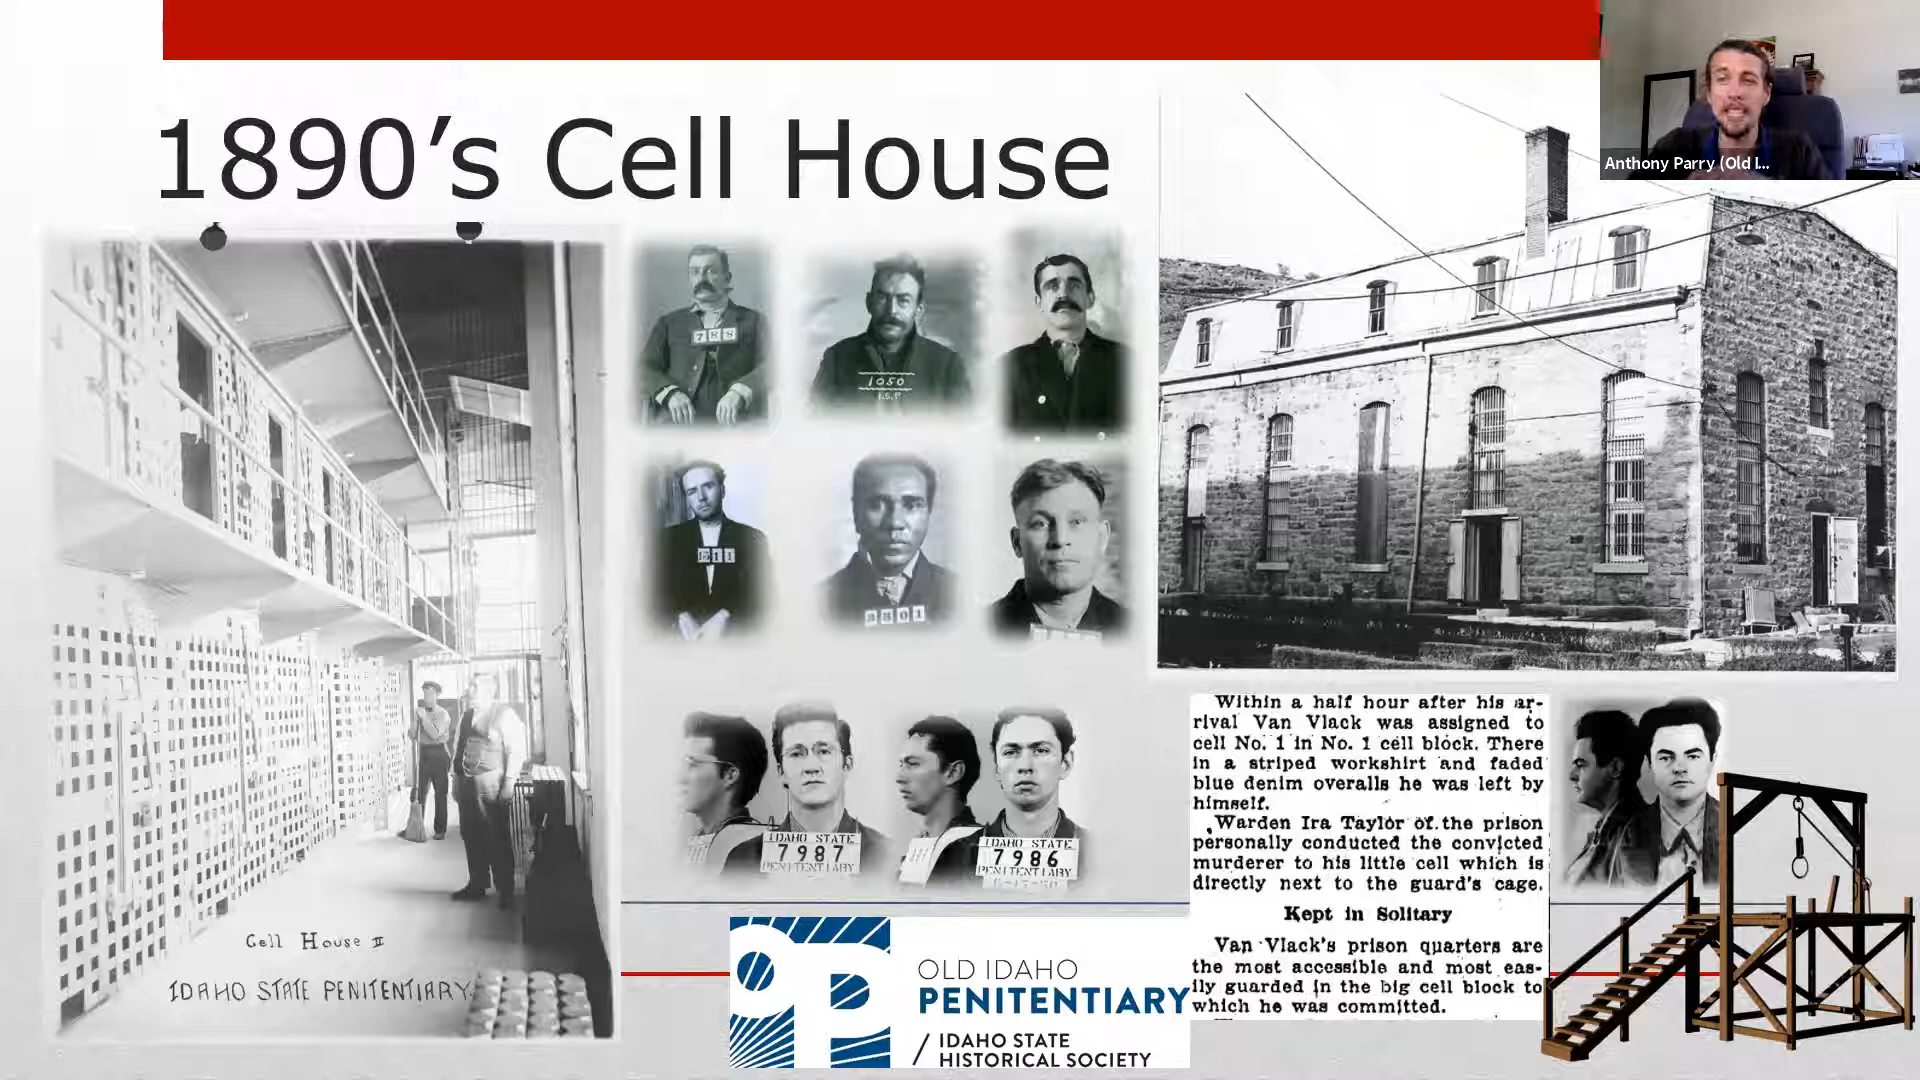 1890's Cell House
Anthony Parry (Old I...
788
1050
I.S.P.
IDAHO STATE
7987
PENITENTIARY
IDAHO STATE
7986
PENITENTIARY
Within a half hour after his ar-
rival Van Vlack was assigned to
cell No. 1 in No. 1 cell block. There
in a striped workshirt and faded
blue denim overalls he was left by
himself.
Warden Ira Taylor of the prison
personally conducted the convicted
murderer to his little cell which is
directly next to the guard's cage.
Kept in Solitary
Van Vlack's prison quarters are
the most accessible and most eas-
ily guarded in the big cell block to
which he was committed.
Cell House II
IDAHO STATE PENITENTIARY.
OLD IDAHO
PENITENTIARY
/ IDAHO STATE
HISTORICAL SOCIETY